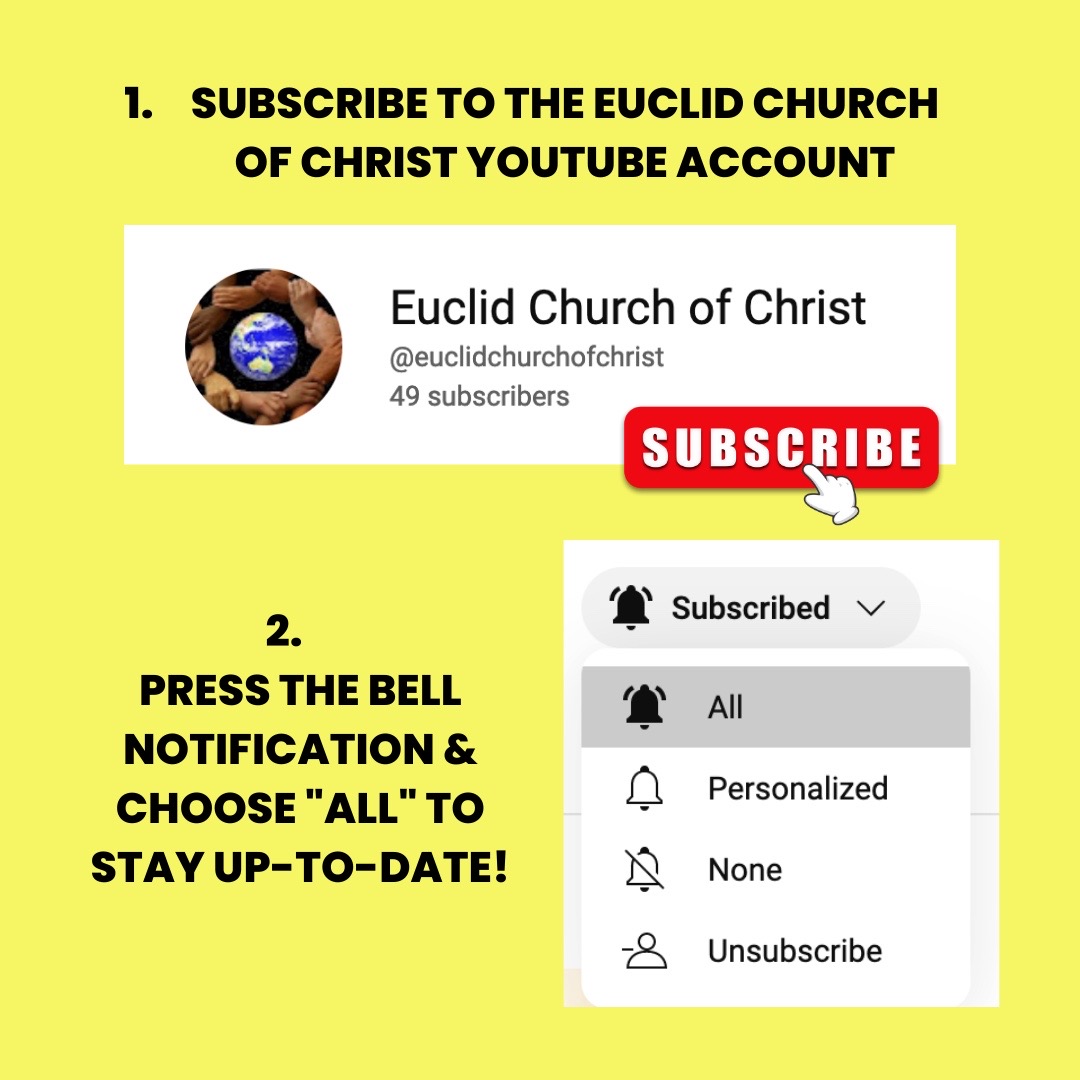 1. SUBSCRIBE TO THE EUCLID CHURCH
OF CHRIST YOUTUBE ACCOUNT
Euclid Church of Christ
@euclidchurchofchrist
49 subscribers
SUBSCRIBE
2.
PRESS THE BELL
NOTIFICATION &
CHOOSE "ALL" TO
STAY UP-TO-DATE!
Subscribed
All
Personalized
None
Unsubscribe